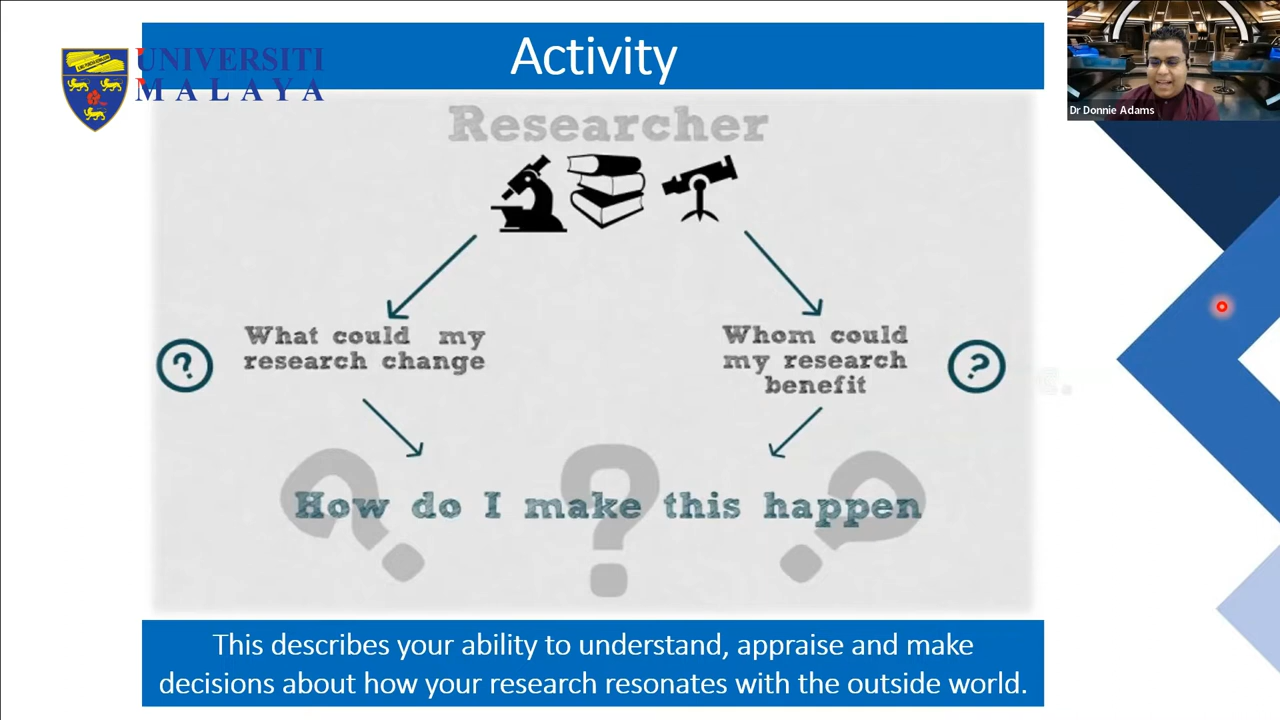 Activity
UNIVERSITI
MALAYA
Dr Donnie Adams
Researcher
What could my
research change
?
Whom could
my research
benefit
?
How do I make this happen
? ? ?
This describes your ability to understand, appraise and make
decisions about how your research resonates with the outside world.